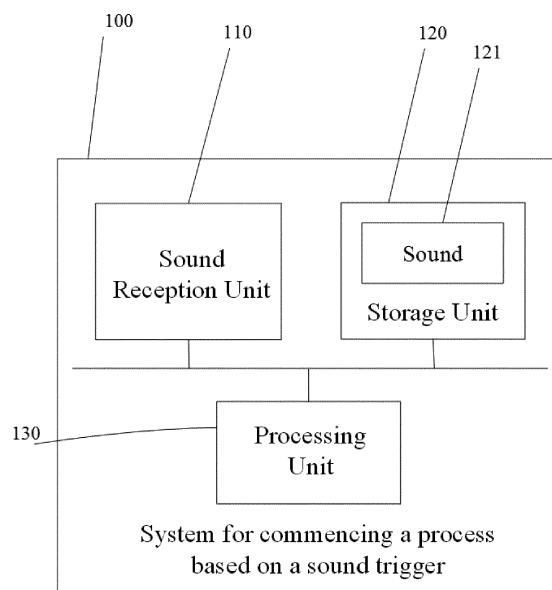 100
110
120
121
Sound
Reception Unit
Sound
Storage Unit
130
Processing
Unit
System for commencing a process
based on a sound trigger